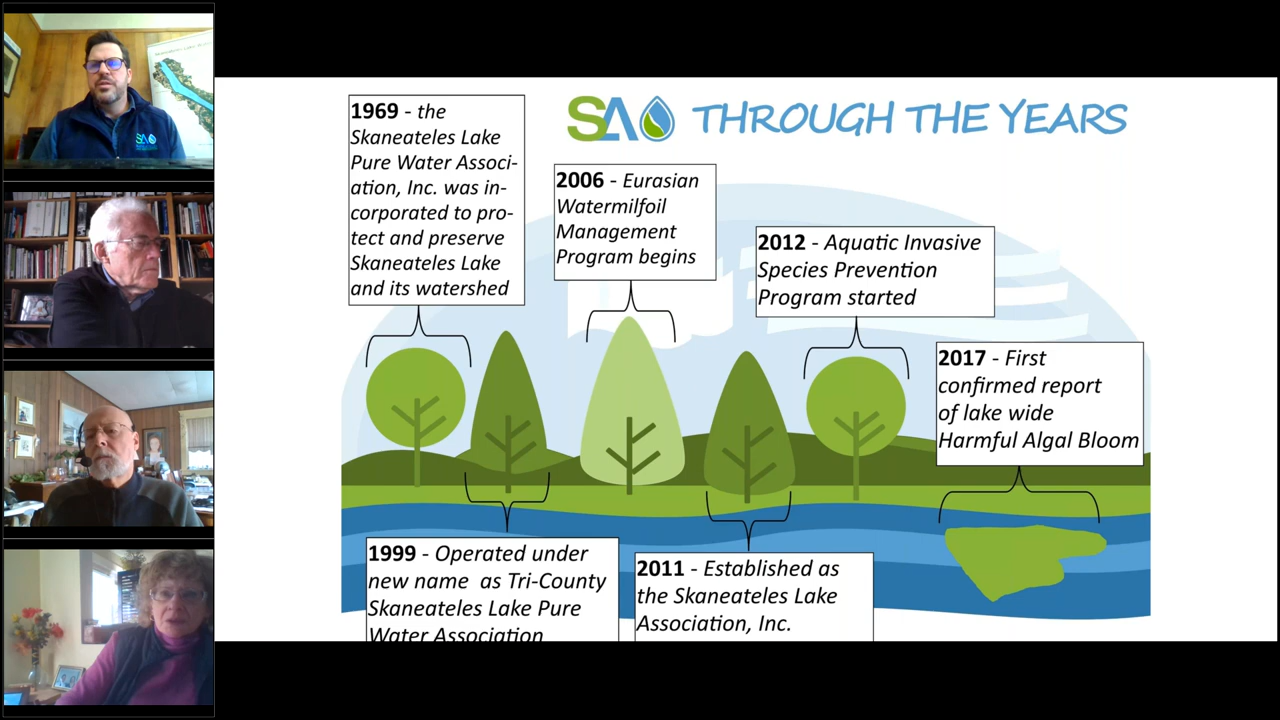 SLA THROUGH THE YEARS
1969 - the
Skaneateles Lake
Pure Water Associ-
ation, Inc. was in-
corporated to pro-
tect and preserve
Skaneateles Lake
and its watershed
2006 - Eurasian
Watermilfoil
Management
Program begins
2012 - Aquatic Invasive
Species Prevention
Program started
2017 - First
confirmed report
of lake wide
Harmful Algal Bloom
1999 - Operated under
new name as Tri-County
Skaneateles Lake Pure
Water Association
2011 - Established as
the Skaneateles Lake
Association, Inc.
SLA